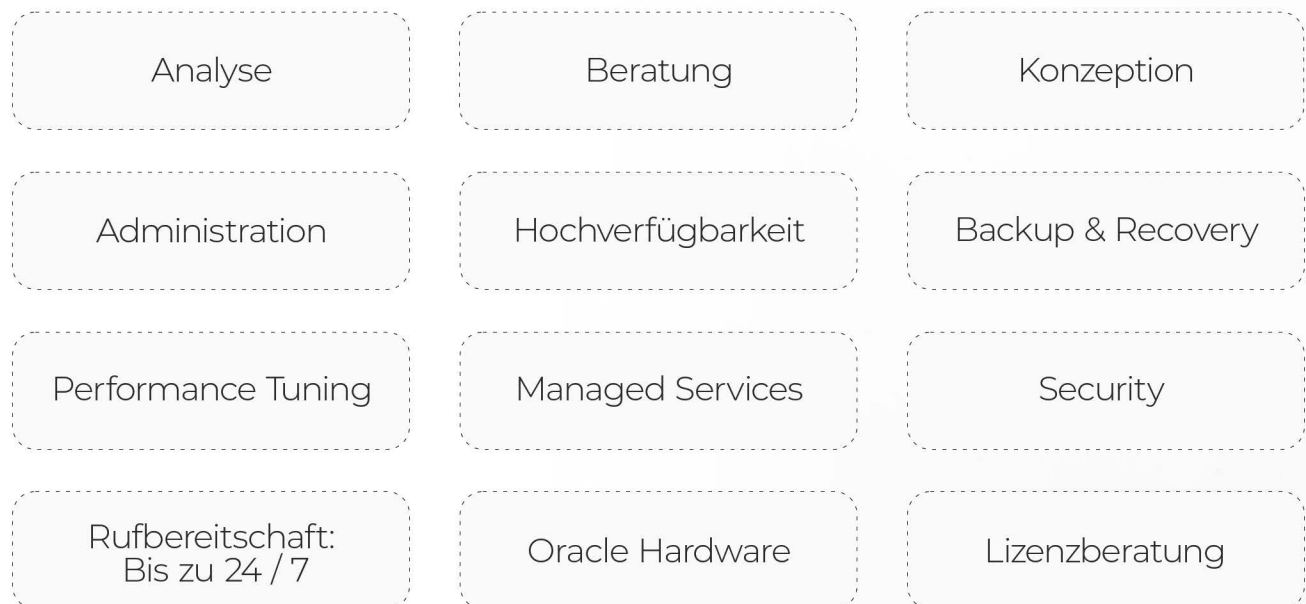 Analyse
Beratung
Konzeption
Administration
Hochverfügbarkeit
Backup & Recovery
Performance Tuning
Managed Services
Security
Rufbereitschaft:
Bis zu 24 / 7
Oracle Hardware
Lizenzberatung